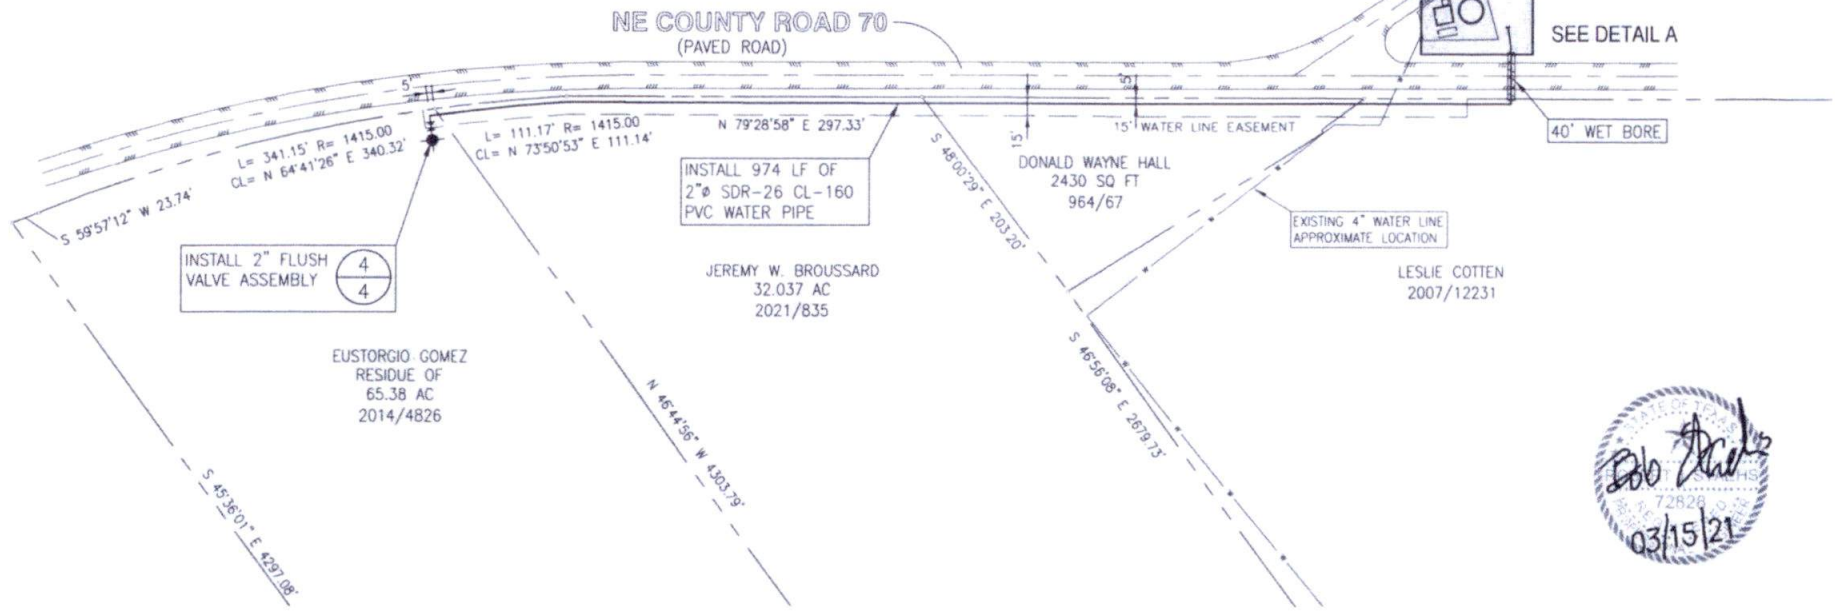 NE COUNTY ROAD 70
(PAVED ROAD)
SEE DETAIL A
5'
5'
15'
15' WATER LINE EASEMENT
L= 341.15' R= 1415.00
CL= N 64°41'26" E 340.32'
L= 111.17' R= 1415.00
CL= N 73°50'53" E 111.14'
N 79°28'58" E 297.33'
40' WET BORE
S 59°57'12" W 23.74'
INSTALL 974 LF OF
2"ø SDR-26 CL-160
PVC WATER PIPE
S 48°00'29" E 203.20'
DONALD WAYNE HALL
2430 SQ FT
964/67
EXISTING 4" WATER LINE
APPROXIMATE LOCATION
INSTALL 2" FLUSH
VALVE ASSEMBLY
4
4
JEREMY W. BROUSSARD
32.037 AC
2021/835
LESLIE COTTEN
2007/12231
EUSTORGIO GOMEZ
RESIDUE OF
65.38 AC
2014/4826
S 46°56'08" E 2679.73'
N 46°44'56" W 4303.79'
S 45°36'01" E 4297.08'
STATE OF TEXAS
Bob
72828
03/15/21